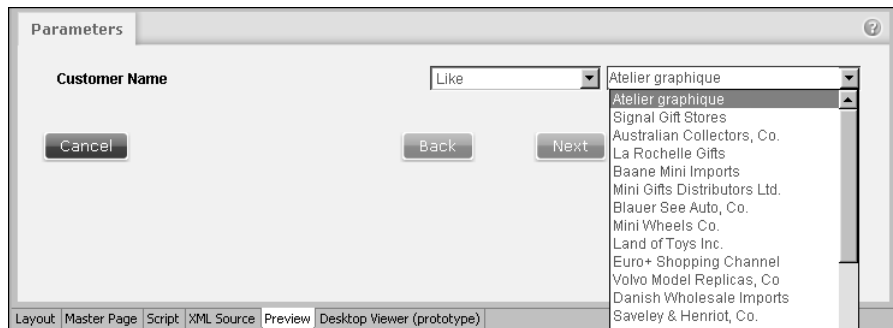 Parameters
?
Customer Name
Like
Atelier graphique
Atelier graphique
Signal Gift Stores
Australian Collectors, Co.
La Rochelle Gifts
Baane Mini Imports
Mini Gifts Distributors Ltd.
Blauer See Auto, Co.
Mini Wheels Co.
Land of Toys Inc.
Euro+ Shopping Channel
Volvo Model Replicas, Co
Danish Wholesale Imports
Saveley & Henriot, Co.
Cancel
Back
Next
Layout Master Page Script XML Source Preview Desktop Viewer (prototype)